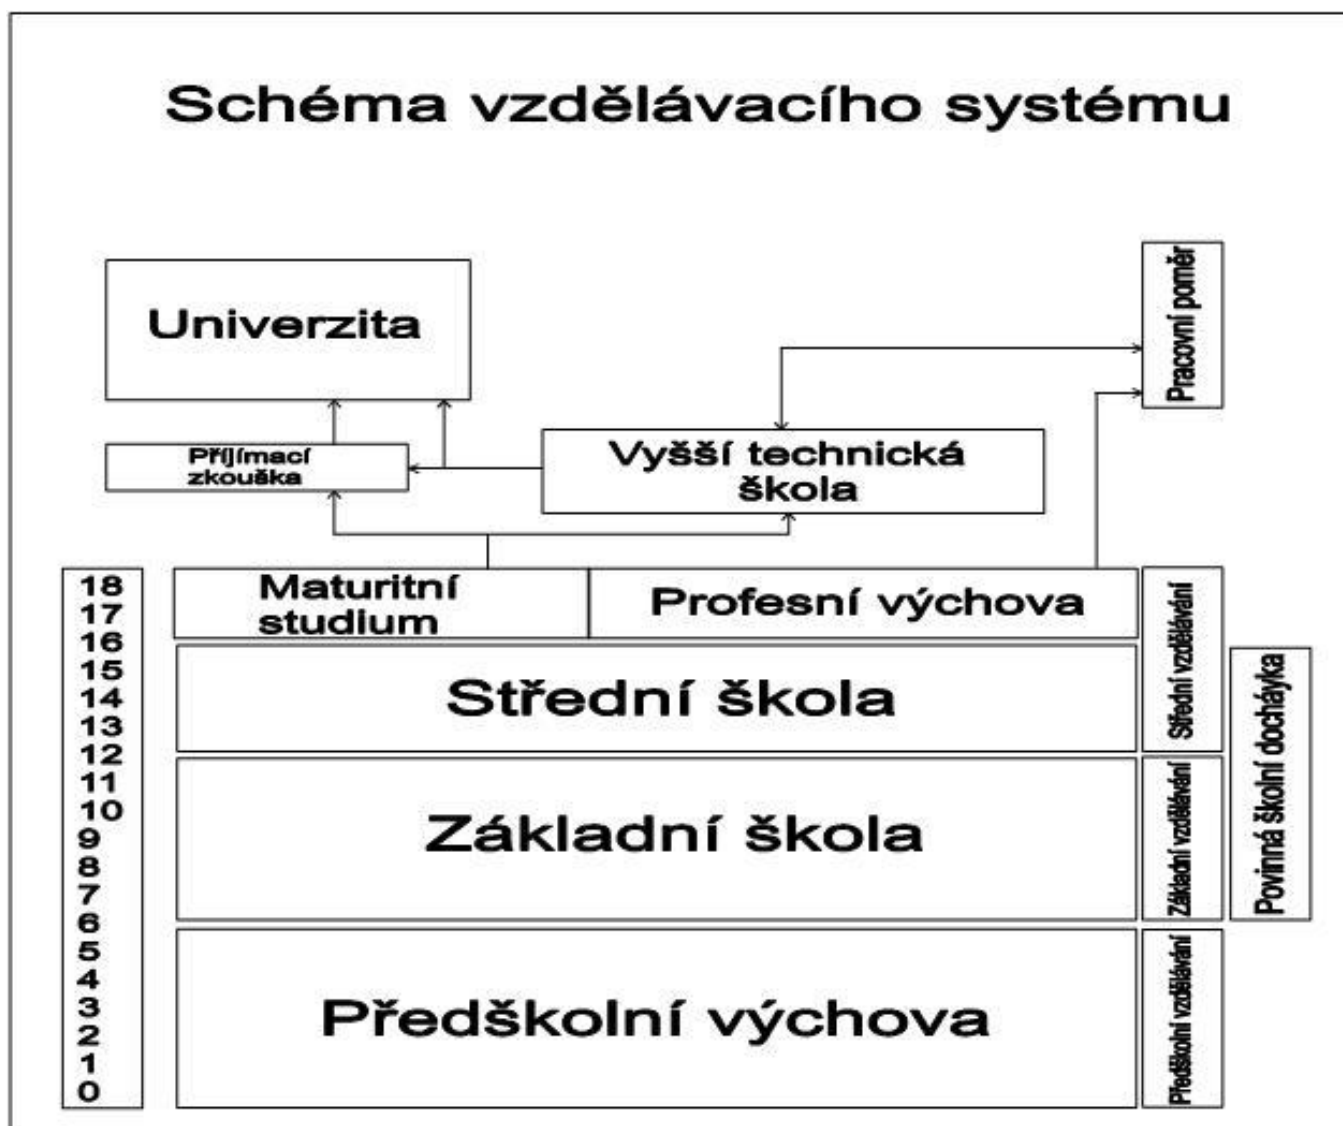 Schéma vzdělávacího systému
Univerzita
Pracovní poměr
Příjímací
zkouška
Vyšší technická
škola
18
17
16
15
14
13
12
11
10
9
8
7
6
5
4
3
2
1
0
Maturitní
studium
Profesní výchova
Střední škola
Základní škola
Předškolní výchova
Střední vzdělávání
Základní vzdělávání
Předškolní vzdělávání
Povinná školní docháyka